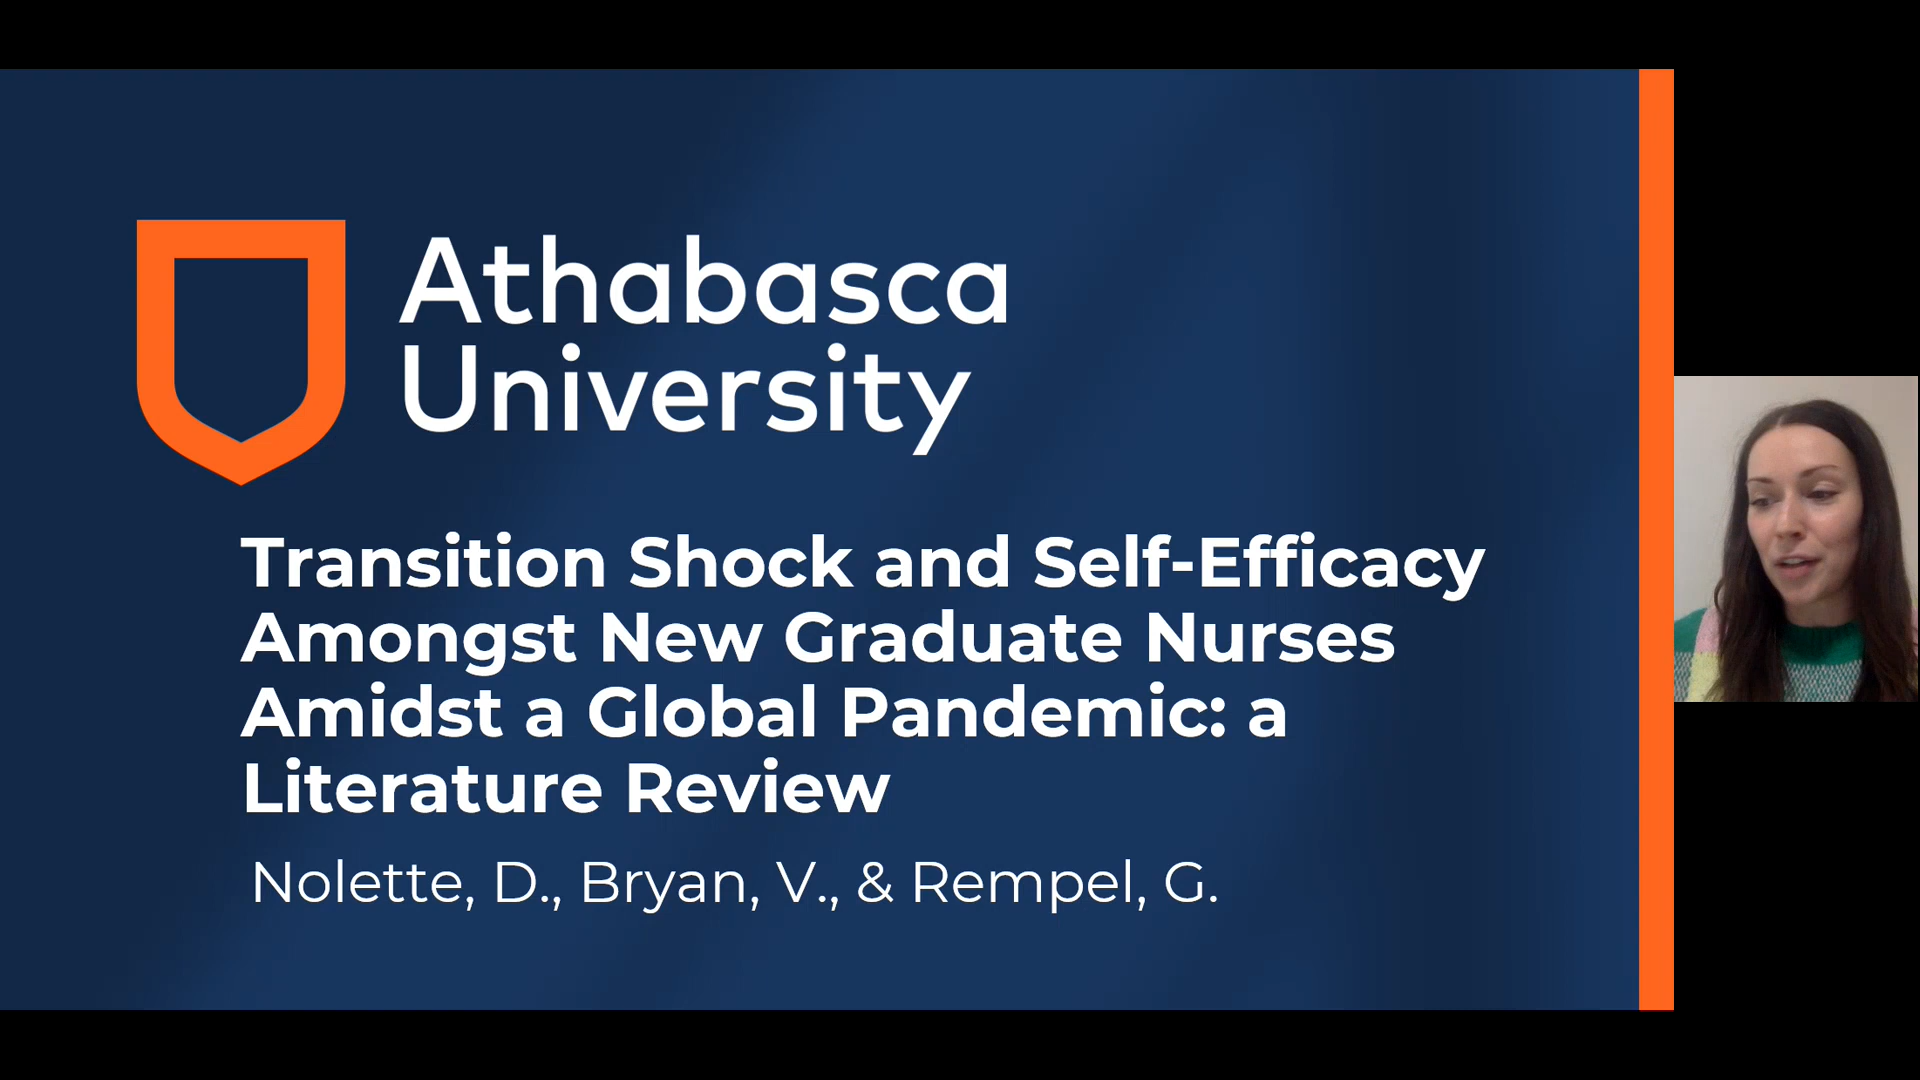 Athabasca
University
Transition Shock and Self-Efficacy
Amongst New Graduate Nurses
Amidst a Global Pandemic: a
Literature Review
Nolette, D., Bryan, V., & Rempel, G.